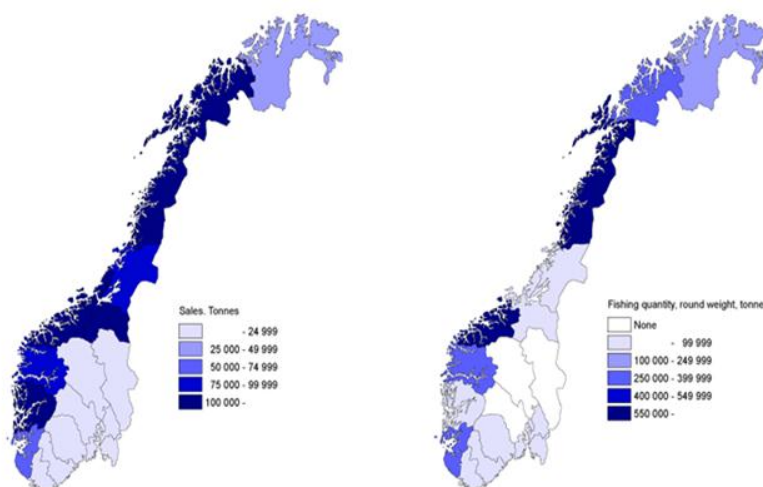 Sales. Tonnes
- 24 999
25 000 - 49 999
50 000 - 74 999
75 000 - 99 999
100 000 -
Fishing quantity, round weight, tonne
None
- 99 999
100 000 - 249 999
250 000 - 399 999
400 000 - 549 999
550 000 -